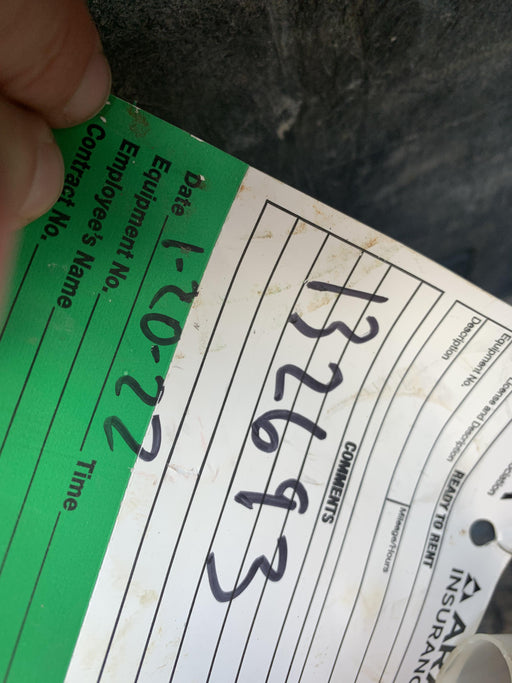 INSURANC
READY TO RENT
License and Description
Equipment No.
Description
Mileage/Hours
COMMENTS
132693
Date 1-20-22 Time
Equipment No.
Employee's Name
Contract No.